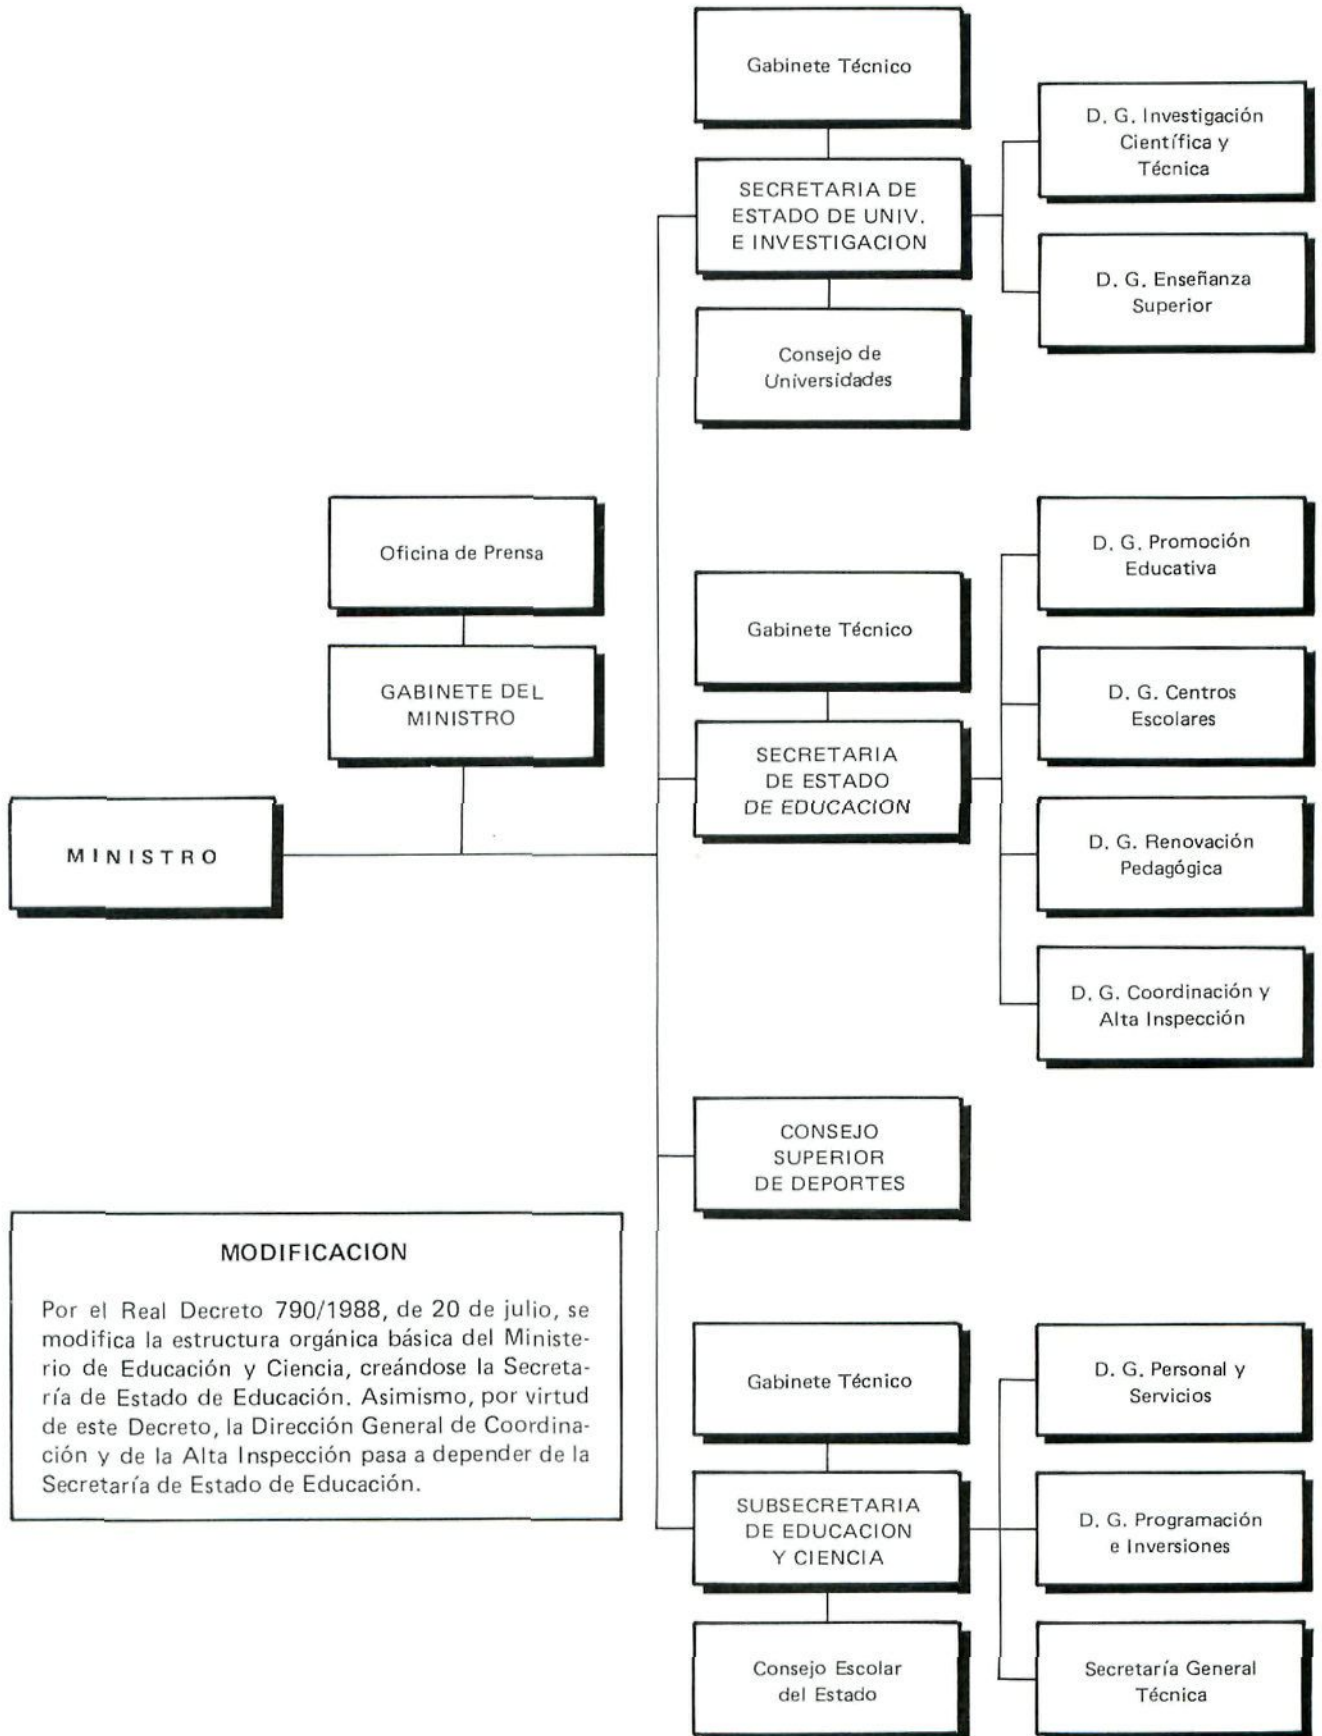 Gabinete Técnico
SECRETARIA DE
ESTADO DE UNIV.
E INVESTIGACION
Consejo de
Universidades
D. G. Investigación
Científica y
Técnica
D. G. Enseñanza
Superior
Oficina de Prensa
GABINETE DEL
MINISTRO
MINISTRO
Gabinete Técnico
SECRETARIA
DE ESTADO
DE EDUCACION
D. G. Promoción
Educativa
D. G. Centros
Escolares
D. G. Renovación
Pedagógica
D. G. Coordinación y
Alta Inspección
CONSEJO
SUPERIOR
DE DEPORTES
MODIFICACION
Por el Real Decreto 790/1988, de 20 de julio, se
modifica la estructura orgánica básica del Ministe-
rio de Educación y Ciencia, creándose la Secreta-
ría de Estado de Educación. Asimismo, por virtud
de este Decreto, la Dirección General de Coordina-
ción y de la Alta Inspección pasa a depender de la
Secretaría de Estado de Educación.
Gabinete Técnico
SUBSECRETARIA
DE EDUCACION
Y CIENCIA
Consejo Escolar
del Estado
D. G. Personal y
Servicios
D. G. Programación
e Inversiones
Secretaría General
Técnica